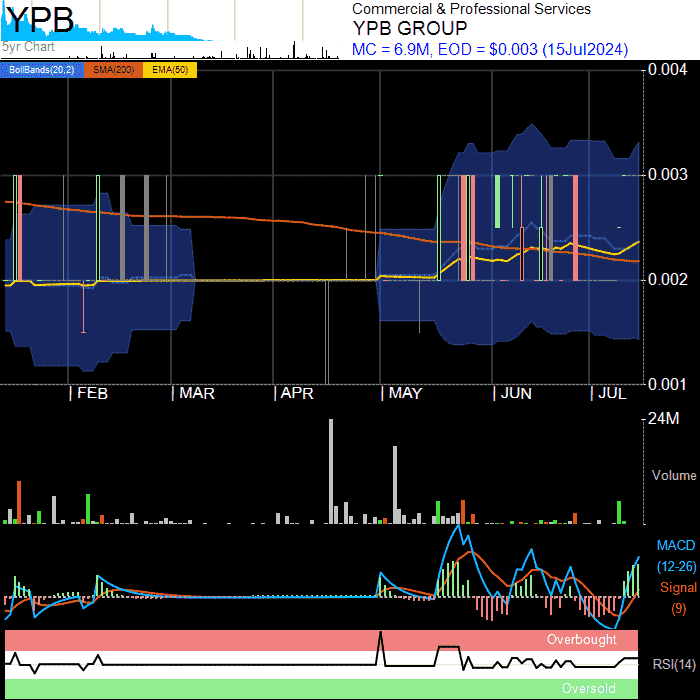 YPB
Commercial & Professional Services
YPB GROUP
5yr Chart
MC = 6.9M, EOD = $0.003 (15Jul2024)
BollBands(20,2) SMA(200) EMA(50)
0.004
0.003
0.002
0.001
| FEB | MAR | APR | MAY | JUN | JUL
24M
Volume
MACD
(12-26)
Signal
(9)
Overbought
RSI(14)
Oversold